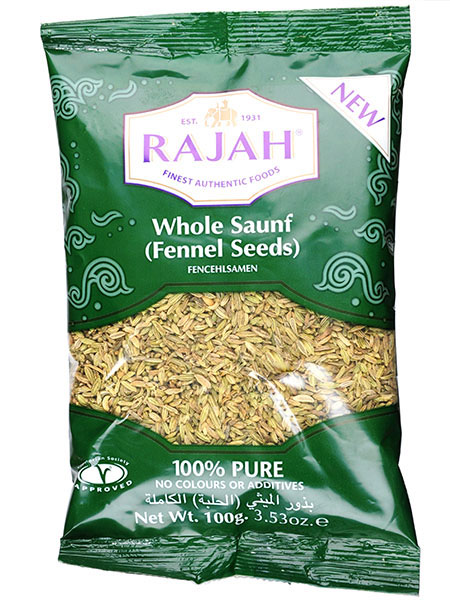 NEW
EST. 1931
RAJAH®
FINEST AUTHENTIC FOODS
Whole Saunf
(Fennel Seeds)
FENCEHLSAMEN
100% PURE
NO COLOURS OR ADDITIVES
بذور الميثي (الحلبة) الكاملة
Net Wt. 100g. 3.53oz. e
Society
APPROVED